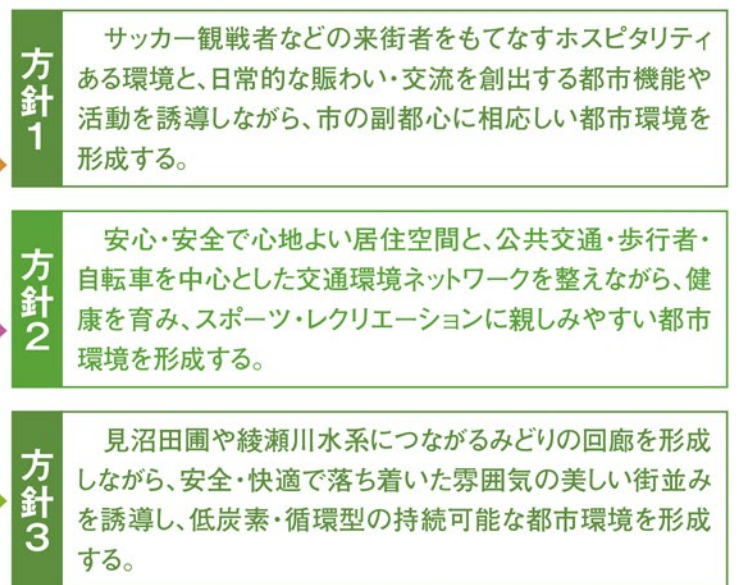 方針1
サッカー観戦者などの来街者をもてなすホスピタリティ
ある環境と、日常的な賑わい・交流を創出する都市機能や
活動を誘導しながら、市の副都心に相応しい都市環境を
形成する。
方針2
安心・安全で心地よい居住空間と、公共交通・歩行者・
自転車を中心とした交通環境ネットワークを整えながら、健
康を育み、スポーツ・レクリエーションに親しみやすい都市
環境を形成する。
方針3
見沼田圃や綾瀬川水系につながるみどりの回廊を形成
しながら、安全・快適で落ち着いた雰囲気の美しい街並み
を誘導し、低炭素・循環型の持続可能な都市環境を形成
する。